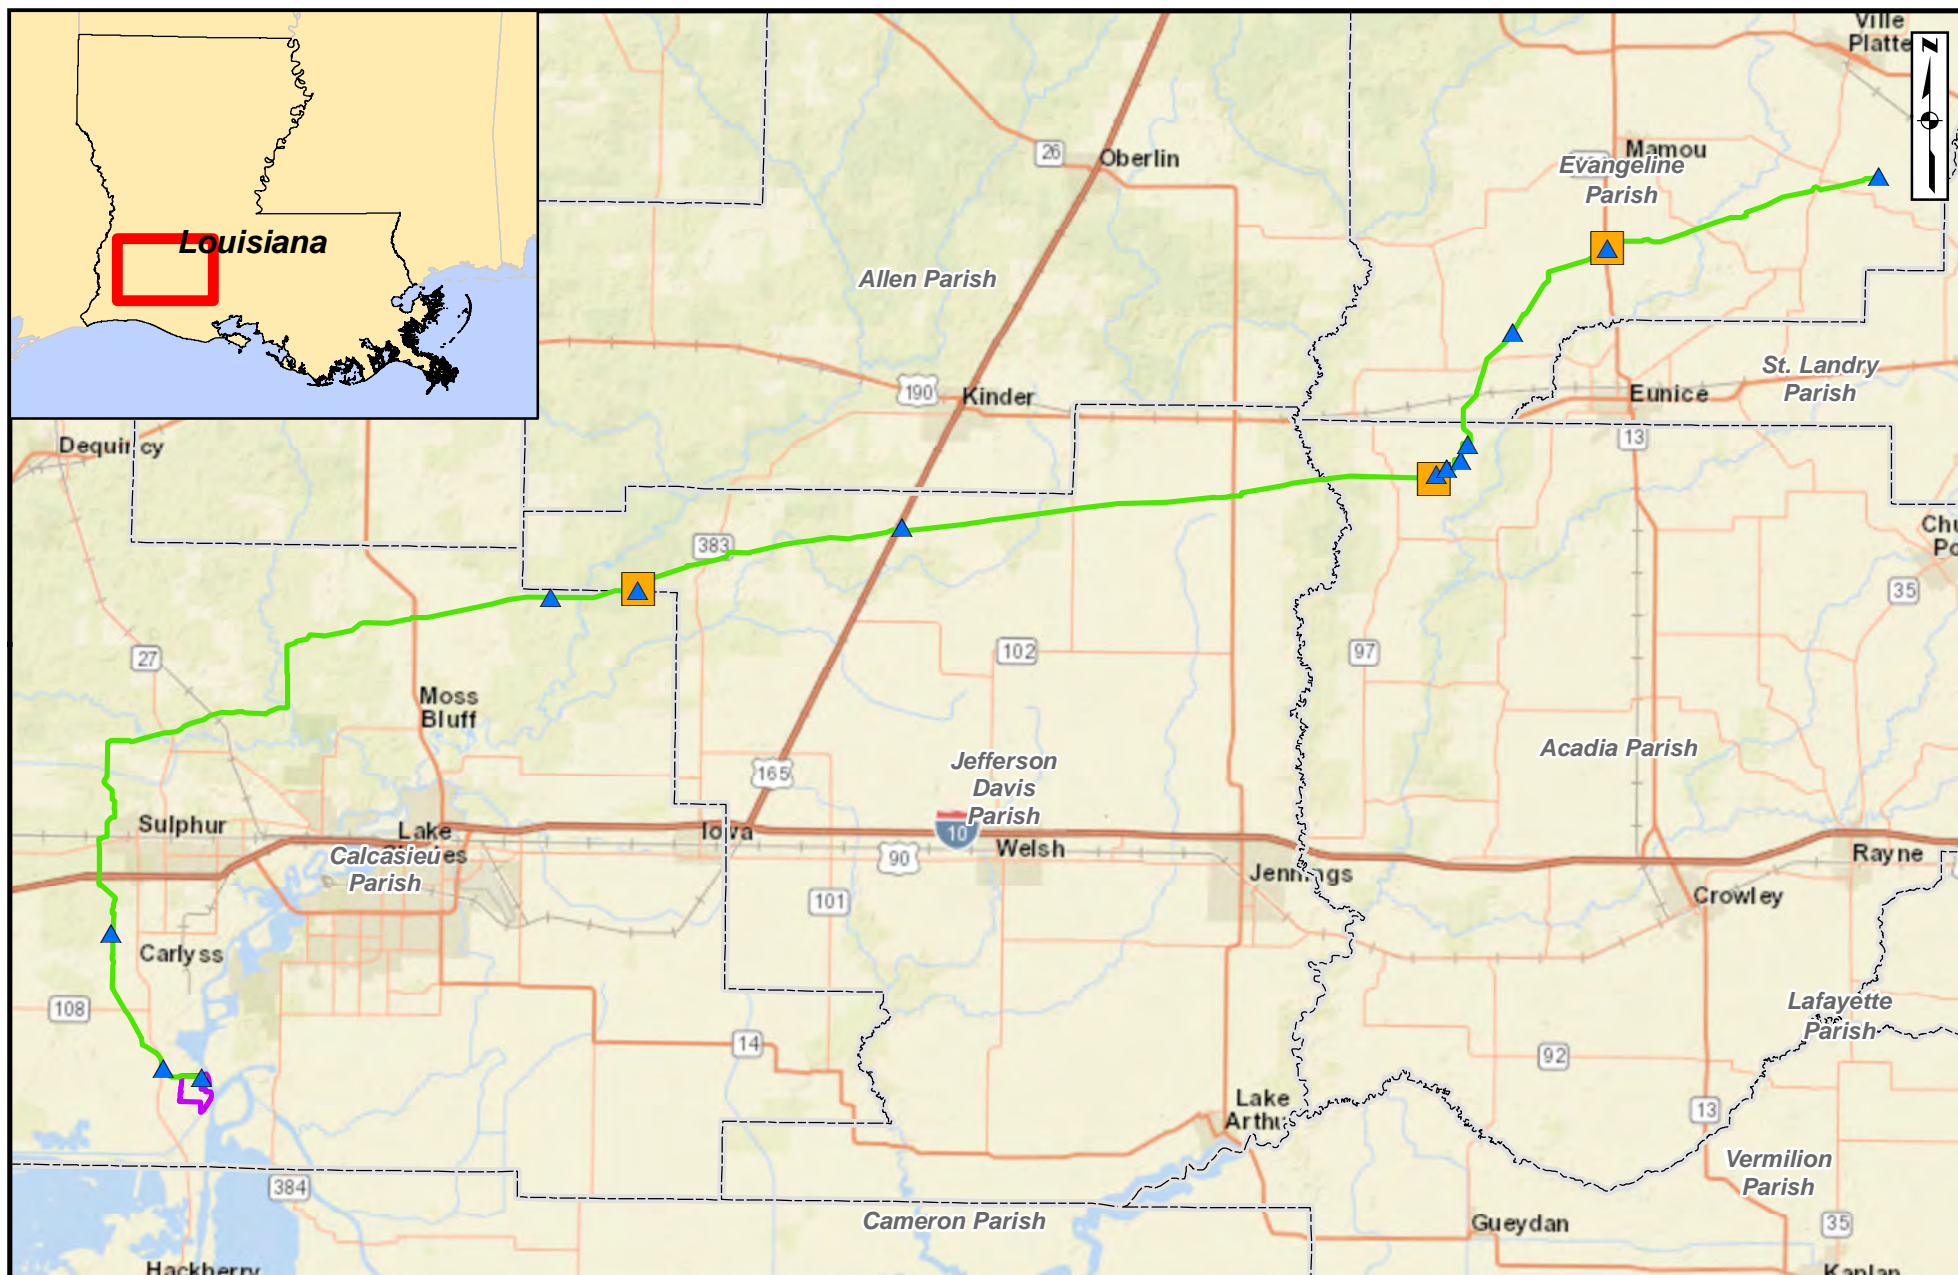 Ville
Platte
N
Louisiana
26
Oberlin
Mamou
Evangeline
Parish
Allen Parish
190
Kinder
St. Landry
Parish
Eunice
13
Dequincy
383
35
27
102
97
Moss
Bluff
Acadia Parish
165
Jefferson
Davis
Parish
Sulphur
Lake
Iowa
10
Calcasieu
Parish
90
Welsh
Rayne
Jennings
101
Crowley
Carlyss
108
Lafayette
Parish
14
92
Lake
Arthu
13
Vermilion
Parish
384
Cameron Parish
Gueydan
35
Hackberry
Kaplan